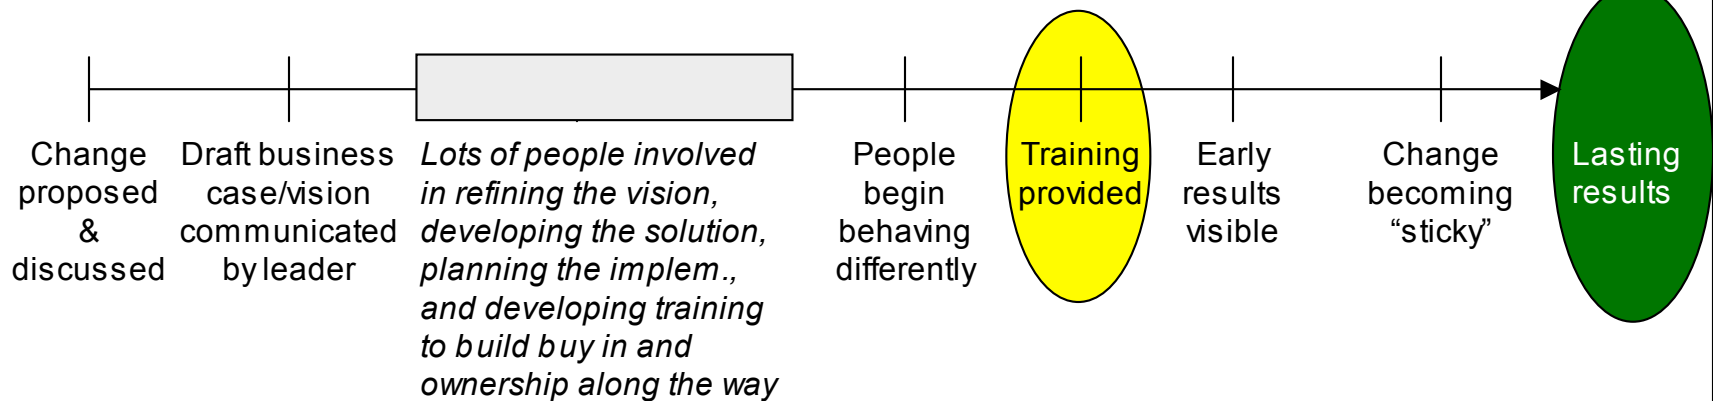 Change
proposed
&
discussed
Draft business
case/vision
communicated
by leader
Lots of people involved
in refining the vision,
developing the solution,
planning the implem.,
and developing training
to build buy in and
ownership along the way
People
begin
behaving
differently
Training
provided
Early
results
visible
Change
becoming
“sticky”
Lasting
results